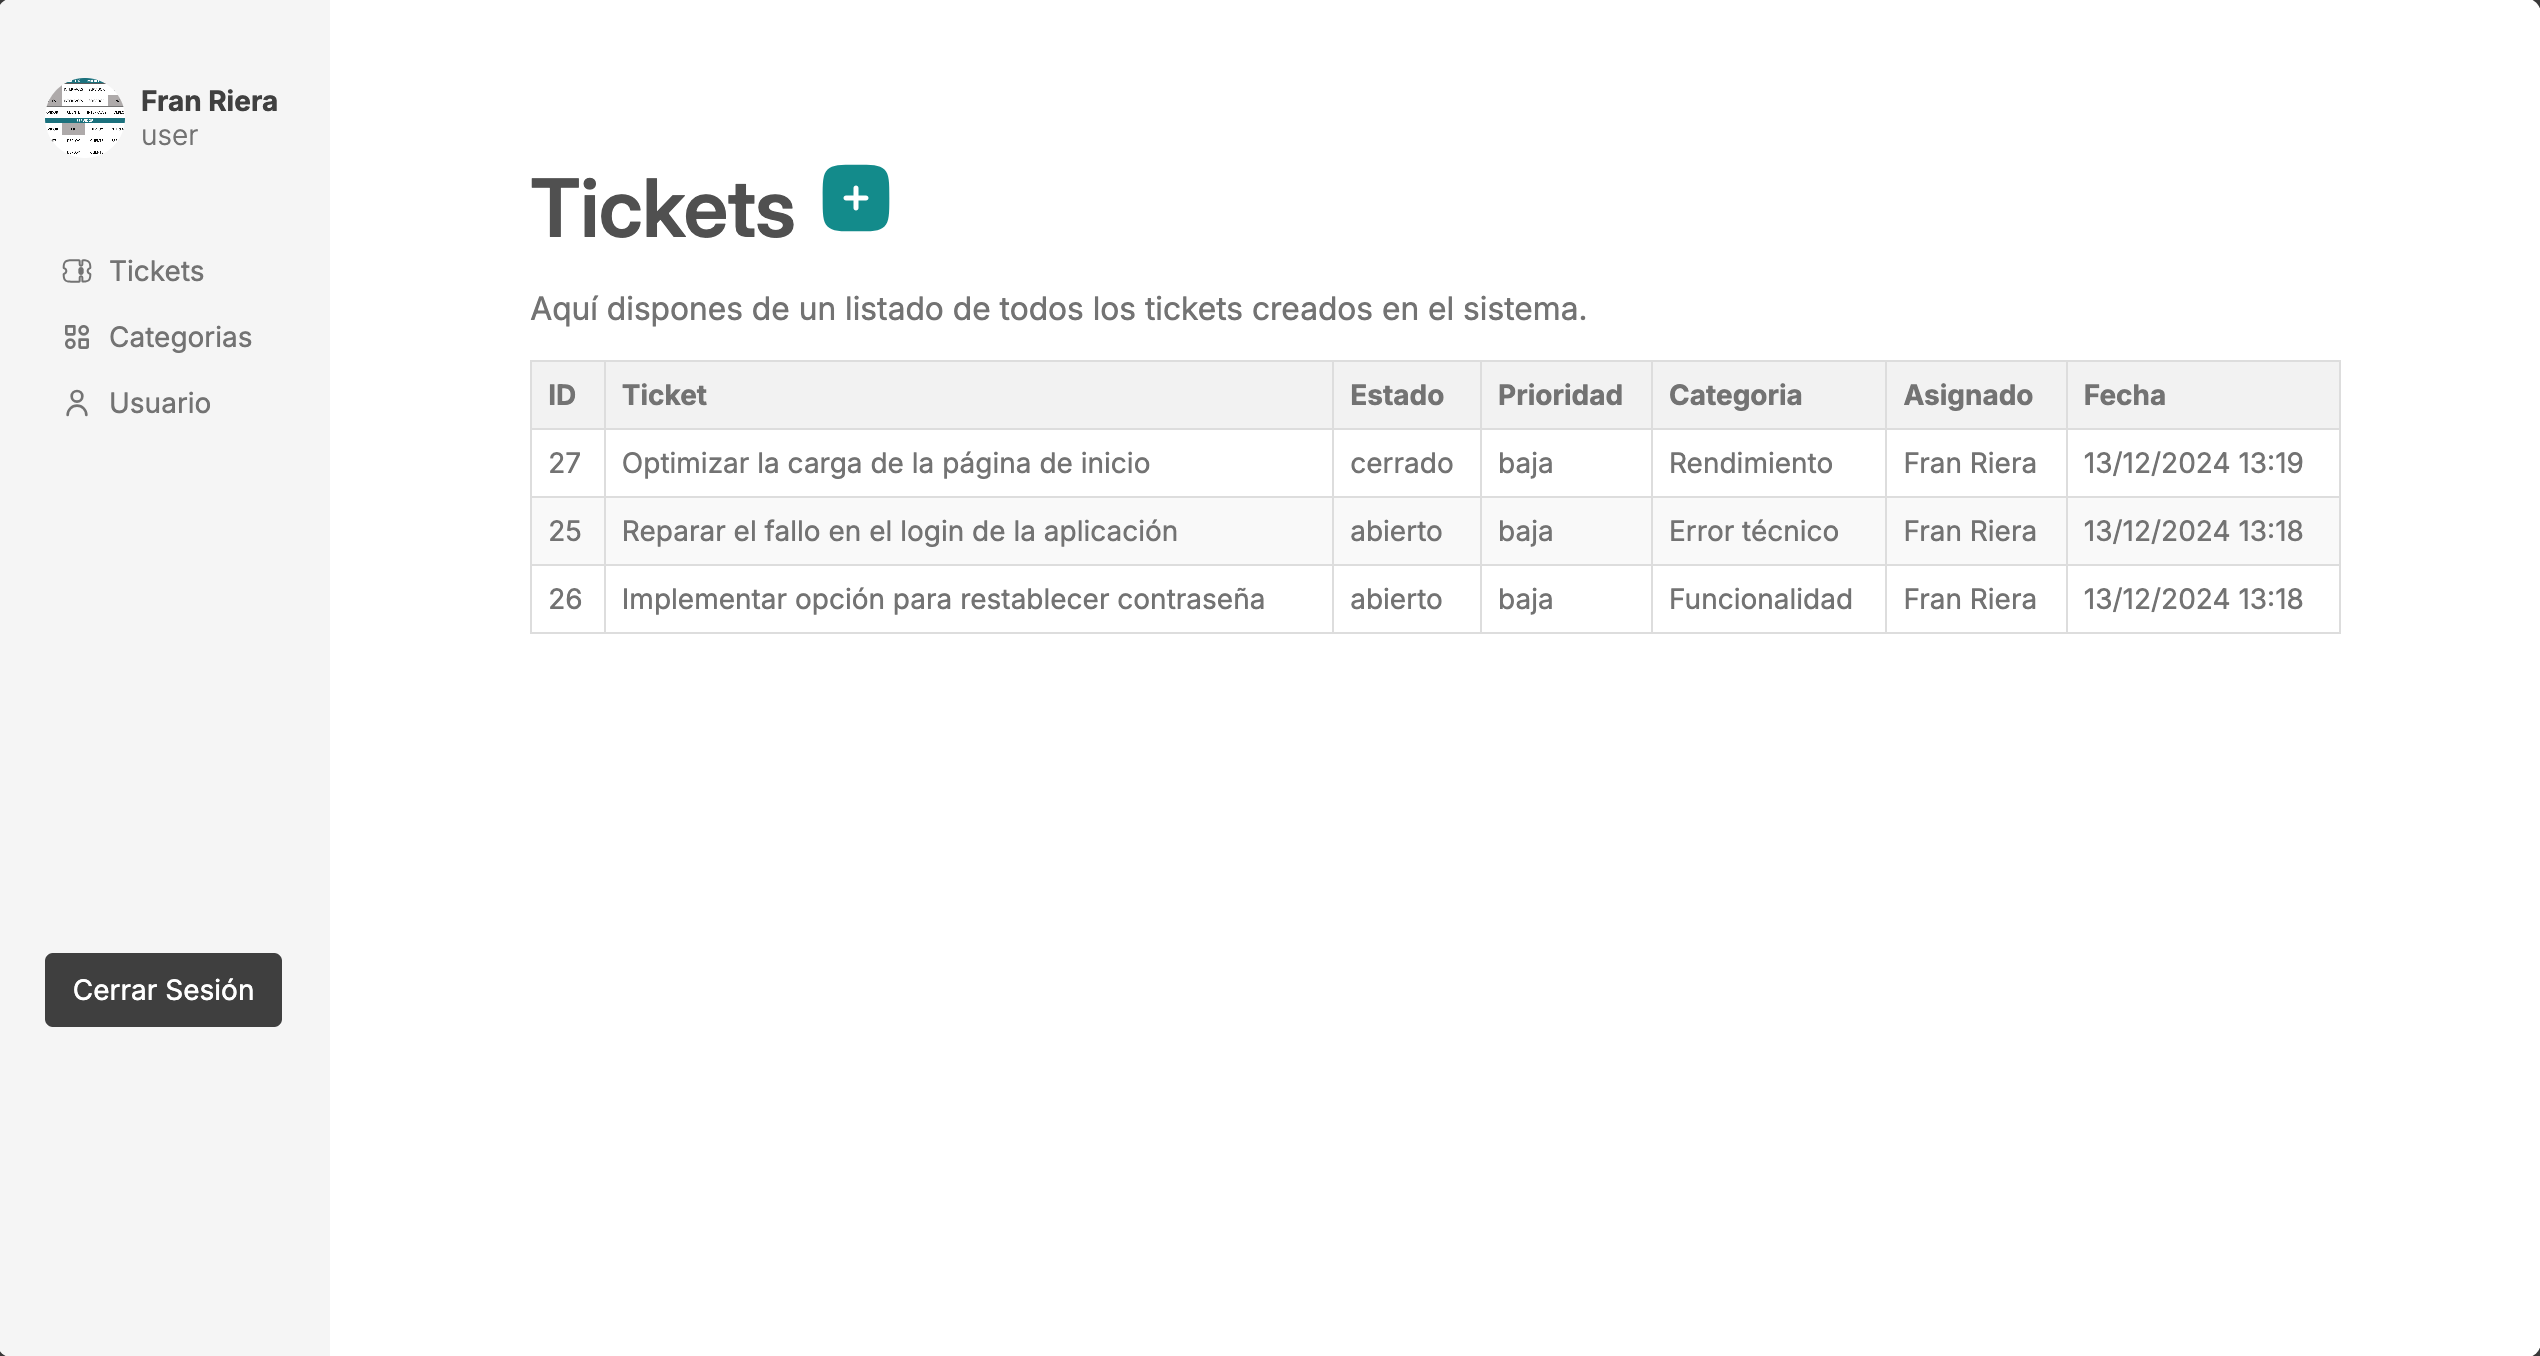 Fran Riera
user
Tickets
Categorias
Usuario
Cerrar Sesión
Tickets +
Aquí dispones de un listado de todos los tickets creados en el sistema.
ID Ticket Estado Prioridad Categoria Asignado Fecha
27 Optimizar la carga de la página de inicio cerrado baja Rendimiento Fran Riera 13/12/2024 13:19
25 Reparar el fallo en el login de la aplicación abierto baja Error técnico Fran Riera 13/12/2024 13:18
26 Implementar opción para restablecer contraseña abierto baja Funcionalidad Fran Riera 13/12/2024 13:18